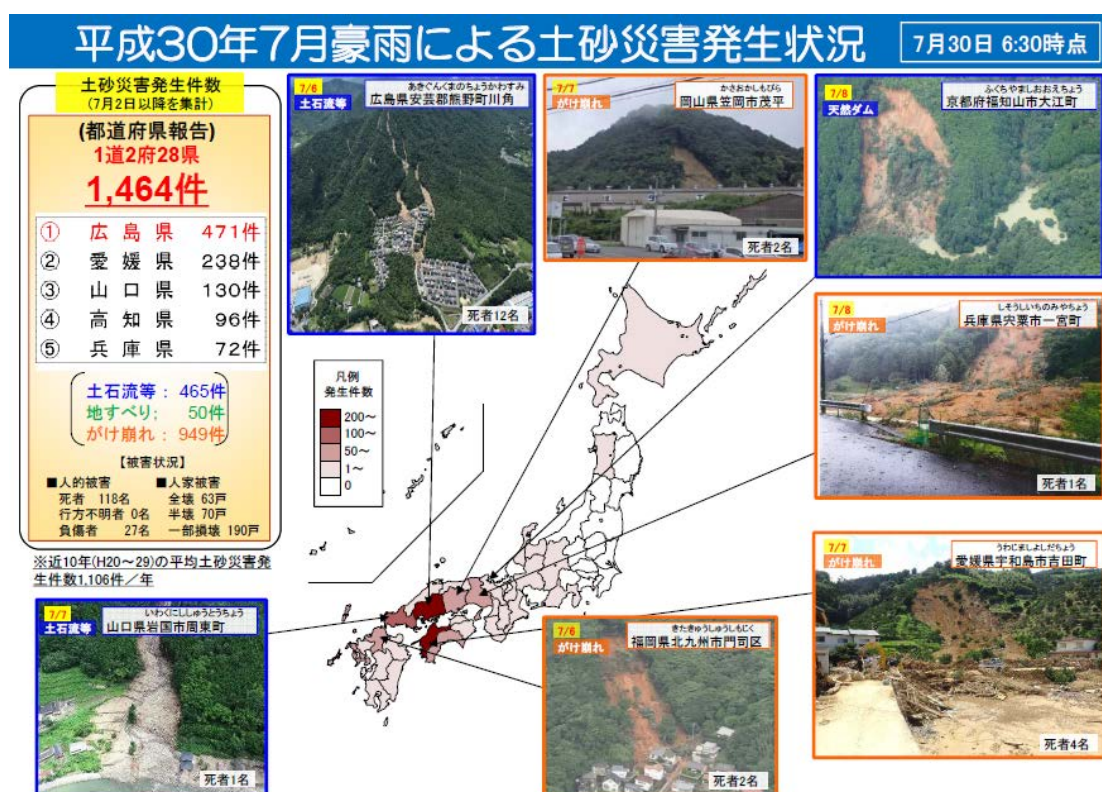 平成30年7月豪雨による土砂災害発生状況
7月30日 6:30時点
土砂災害発生件数
(7月2日以降を集計)
(都道府県報告)
1道2府28県
1,464件
① 広島県 471件
② 愛媛県 238件
③ 山口県 130件
④ 高知県 96件
⑤ 兵庫県 72件
土石流等： 465件
地すべり： 50件
がけ崩れ： 949件
【被害状況】
■人的被害
死者 118名
行方不明者 0名
負傷者 27名
■人家被害
全壊 63戸
半壊 70戸
一部損壊 190戸
※近10年(H20～29)の平均土砂災害発
生件数1,106件／年
7/6
土石流等
あきぐんくまのちょうかわすみ
広島県安芸郡熊野町川角
死者12名
7/7
がけ崩れ
かさおかしもびら
岡山県笠岡市茂平
死者2名
7/8
天然ダム
ふくちやましおおえちょう
京都府福知山市大江町
7/8
がけ崩れ
しそうしいちのみやちょう
兵庫県宍粟市一宮町
死者1名
凡例
発生件数
200～
100～
50～
1～
0
7/7
がけ崩れ
うわじましよしだちょう
愛媛県宇和島市吉田町
死者4名
7/7
土石流等
いわくにししゅうとうちょう
山口県岩国市周東町
死者1名
7/6
がけ崩れ
きたきゅうしゅうしもじく
福岡県北九州市門司区
死者2名